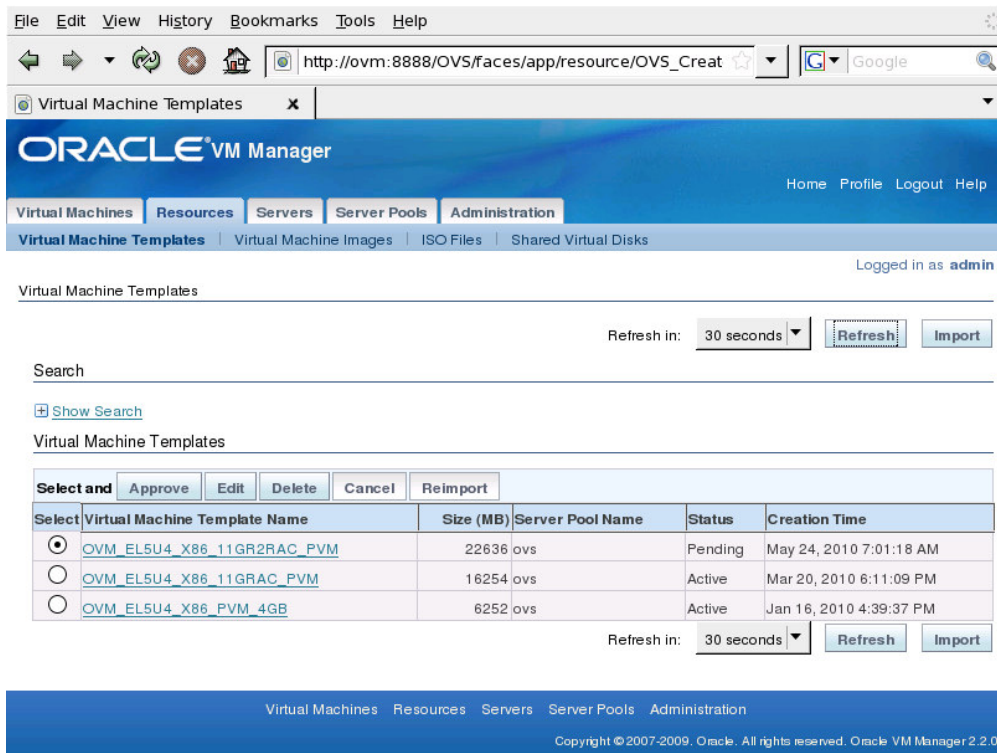 File Edit View History Bookmarks Tools Help
http://ovm:8888/OVS/faces/app/resource/OVS_Creat G Google
Virtual Machine Templates x
ORACLE VM Manager
Home Profile Logout Help
Virtual Machines Resources Servers Server Pools Administration
Virtual Machine Templates | Virtual Machine Images | ISO Files | Shared Virtual Disks
Logged in as admin
Virtual Machine Templates
Refresh in: 30 seconds Refresh Import
Search
Show Search
Virtual Machine Templates
Select and Approve Edit Delete Cancel Reimport
Select Virtual Machine Template Name Size (MB) Server Pool Name Status Creation Time
OVM_EL5U4_X86_11GR2RAC_PVM 22636 ovs Pending May 24, 2010 7:01:18 AM
OVM_EL5U4_X86_11GRAC_PVM 16254 ovs Active Mar 20, 2010 6:11:09 PM
OVM_EL5U4_X86_PVM_4GB 6252 ovs Active Jan 16, 2010 4:39:37 PM
Refresh in: 30 seconds Refresh Import
Virtual Machines Resources Servers Server Pools Administration
Copyright © 2007-2009. Oracle. All rights reserved. Oracle VM Manager 2.2.0